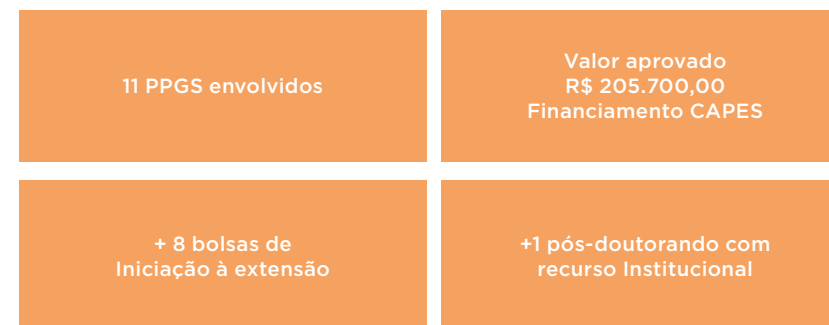 11 PPGS envolvidos
Valor aprovado
R$ 205.700,00
Financiamento CAPES
+ 8 bolsas de
Iniciação à extensão
+1 pós-doutorando com
recurso Institucional